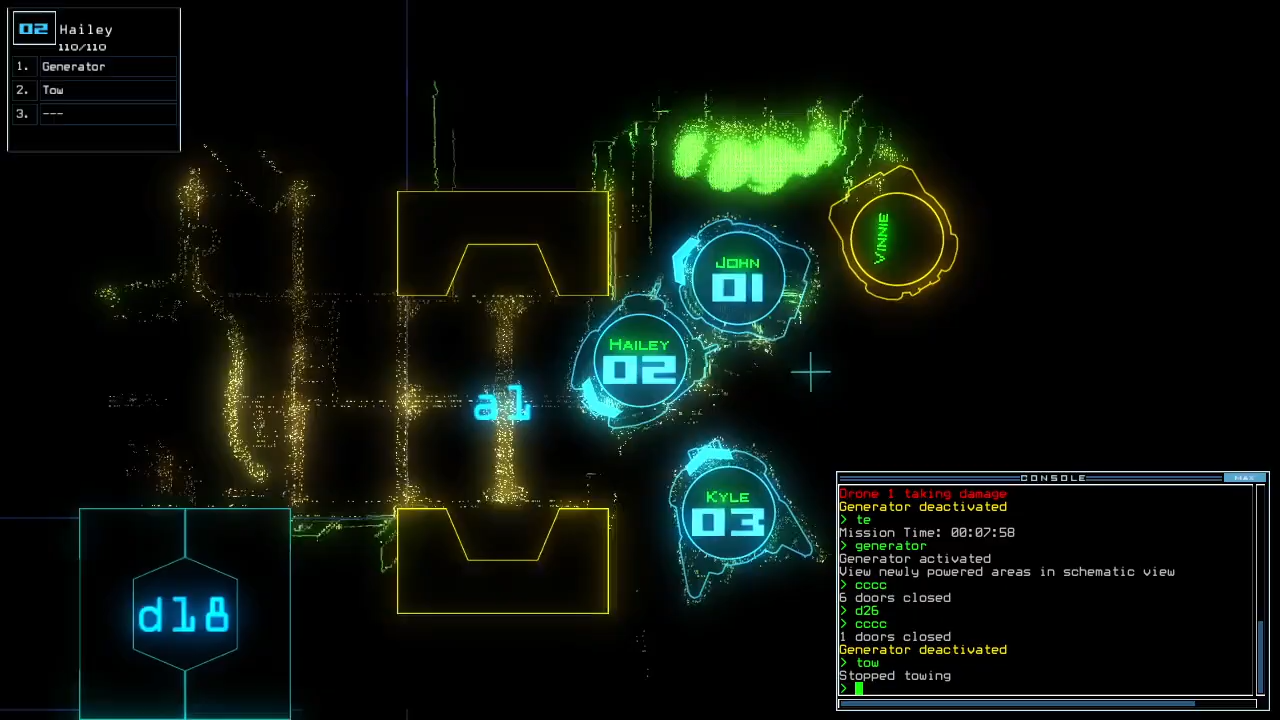 02 Hailey
110/110
1. Generator
2. Tow
3. ---
VINNIE
JOHN
01
HAILEY
02
a1
KYLE
03
d18
CONSOLE
MAX
Drone 1 taking damage
Generator deactivated
> te
Mission Time: 00:07:58
> generator
Generator activated
View newly powered areas in schematic view
> cccc
6 doors closed
> d26
> cccc
1 doors closed
Generator deactivated
> tow
Stopped towing
>